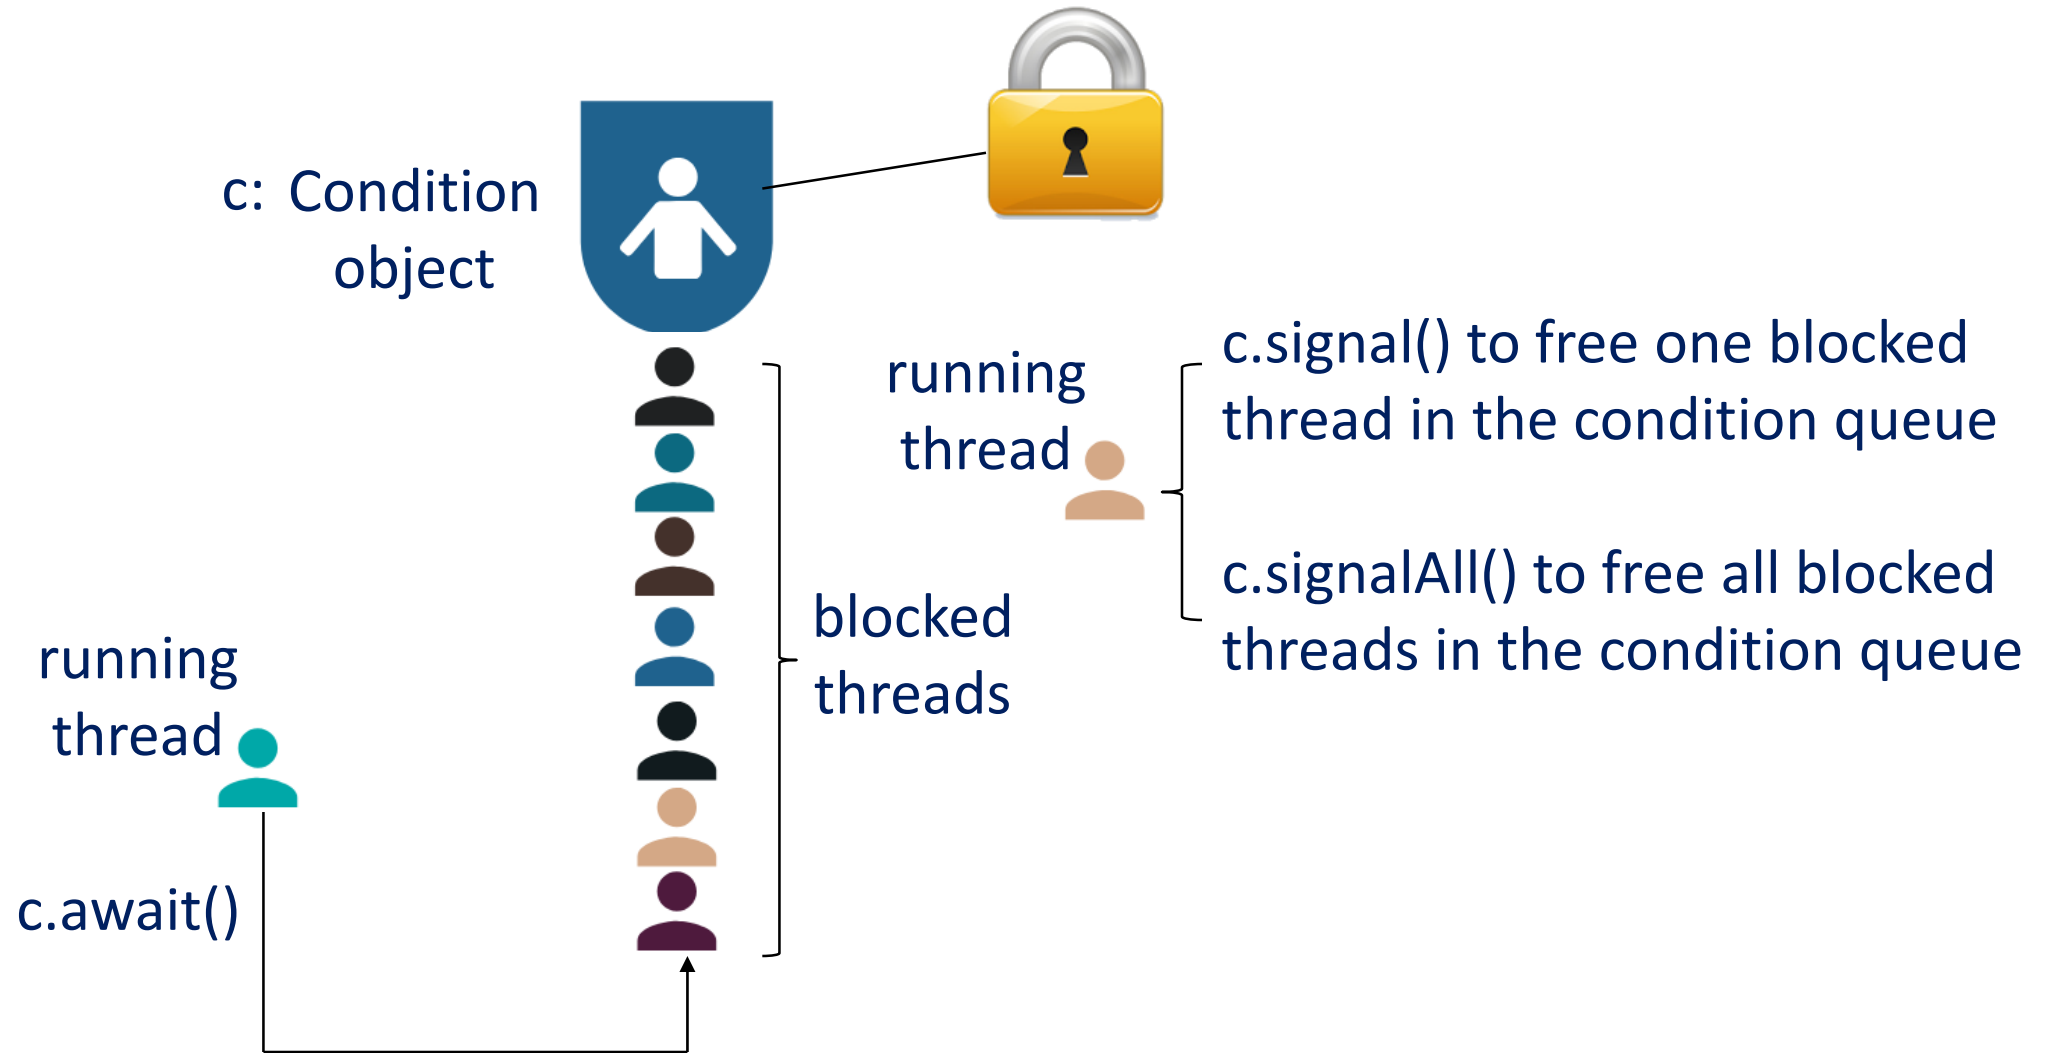 c: Condition
object
running
thread
c.signal() to free one blocked
thread in the condition queue
c.signalAll() to free all blocked
threads in the condition queue
blocked
threads
running
thread
c.await()